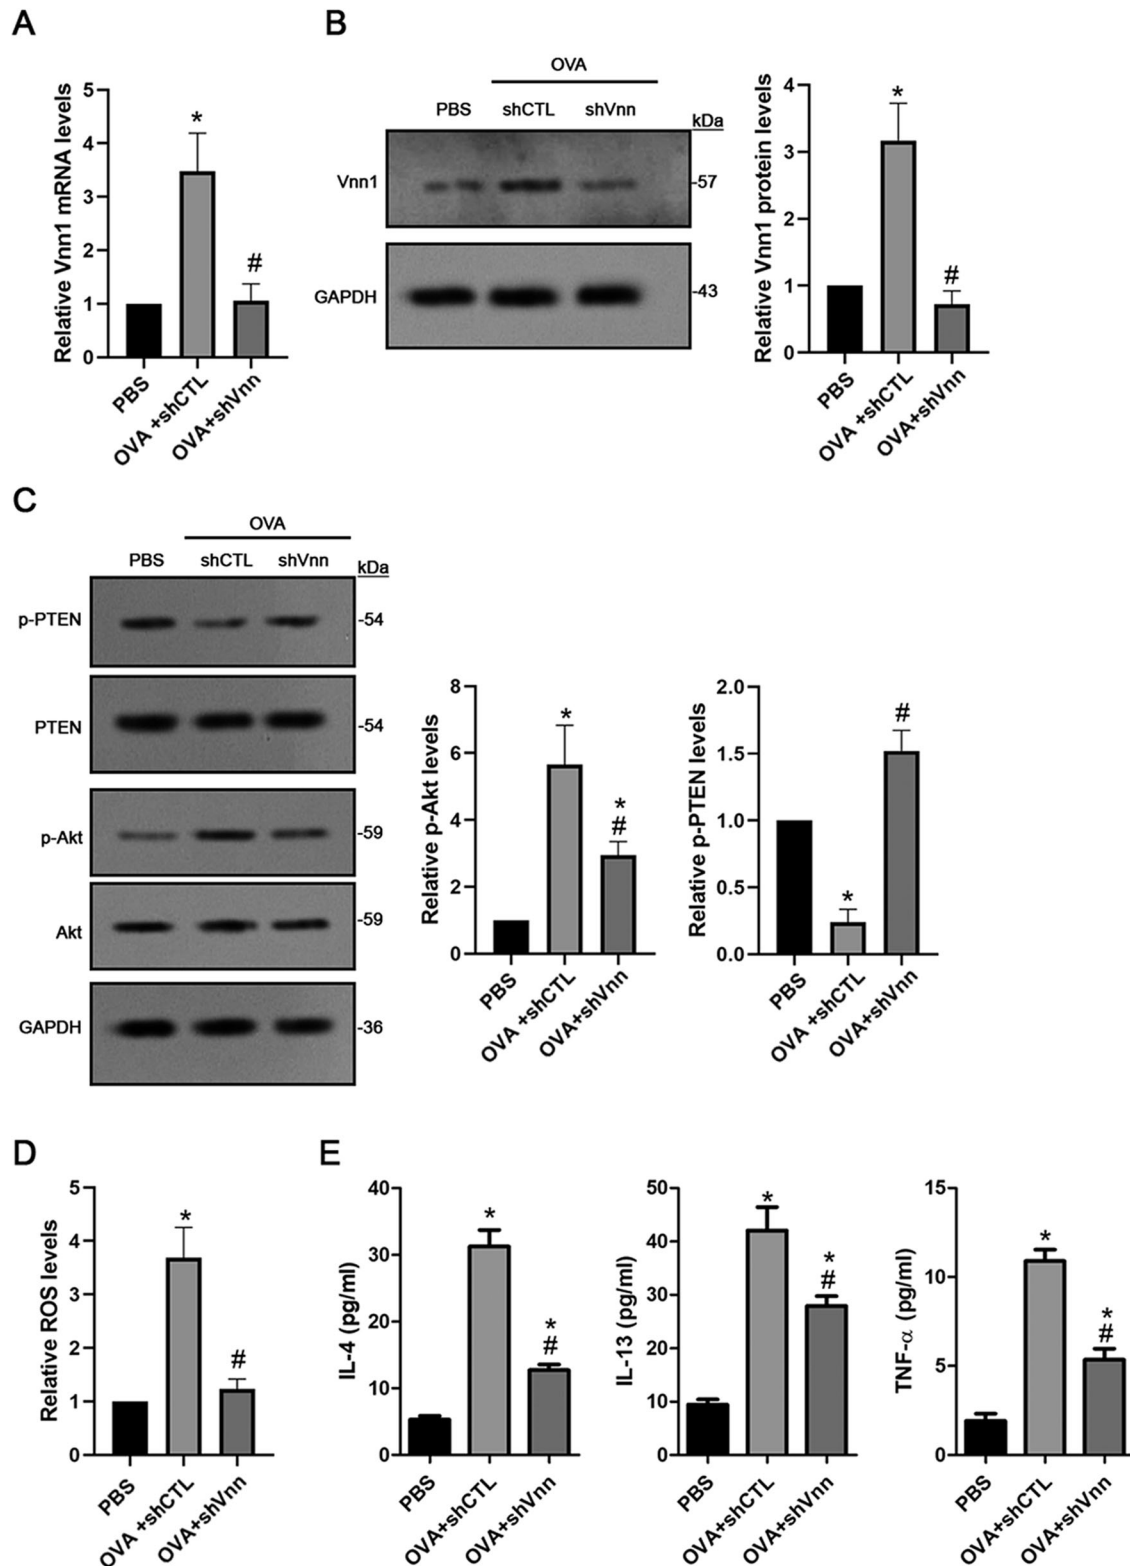 A
Relative Vnn1 mRNA levels
5
4
3
2
1
0
*
#
PBS
OVA +shCTL
OVA+shVnn
B
OVA
PBS shCTL shVnn
kDa
Vnn1
-57
GAPDH
-43
Relative Vnn1 protein levels
4
3
2
1
0
*
#
PBS
OVA +shCTL
OVA+shVnn
C
OVA
PBS shCTL shVnn
kDa
p-PTEN
-54
PTEN
-54
p-Akt
-59
Akt
-59
GAPDH
-36
Relative p-Akt levels
8
6
4
2
0
*
*
#
PBS
OVA +shCTL
OVA+shVnn
Relative p-PTEN levels
2.0
1.5
1.0
0.5
0.0
*
#
PBS
OVA +shCTL
OVA+shVnn
D
Relative ROS levels
5
4
3
2
1
0
*
#
PBS
OVA +shCTL
OVA+shVnn
E
IL-4 (pg/ml)
40
30
20
10
0
*
*
#
PBS
OVA +shCTL
OVA+shVnn
IL-13 (pg/ml)
50
40
30
20
10
0
*
*
#
PBS
OVA +shCTL
OVA+shVnn
TNF-α (pg/ml)
15
10
5
0
*
*
#
PBS
OVA +shCTL
OVA+shVnn